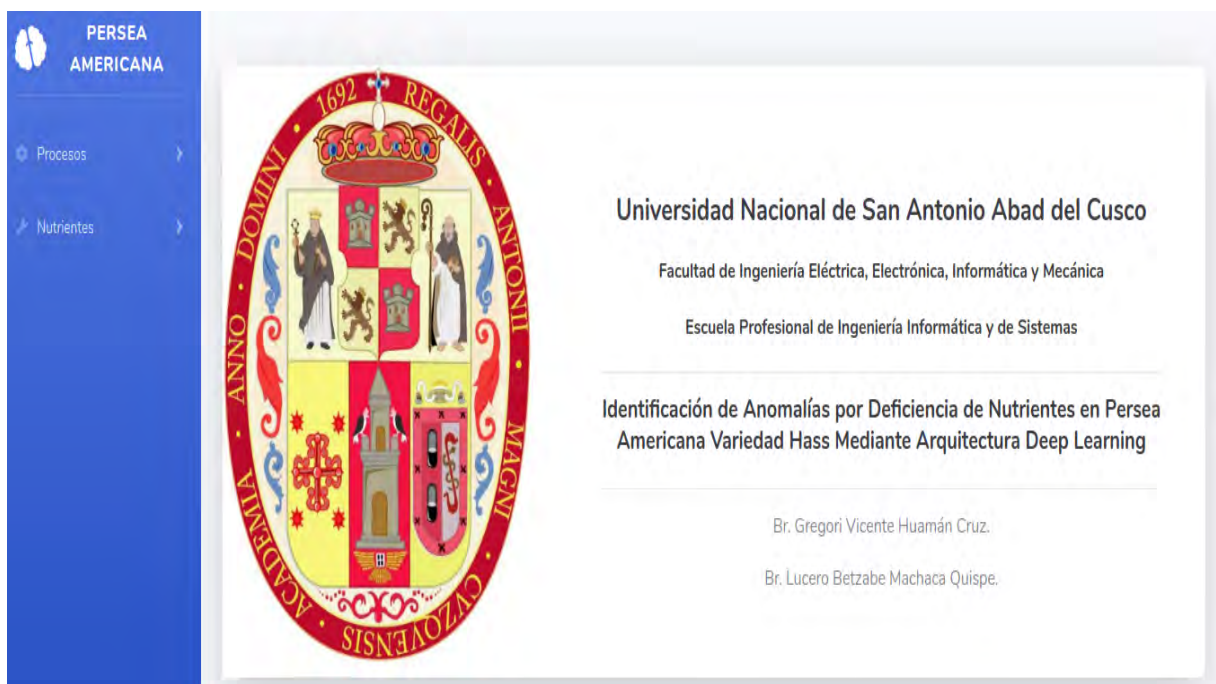 PERSEA
AMERICANA
Procesos
Nutrientes
ANNO · DOMINI · 1692 · REGALIS · ANTONII · MAGNI · CVZQVENSIS · ACADEMIA ·
Universidad Nacional de San Antonio Abad del Cusco
Facultad de Ingeniería Eléctrica, Electrónica, Informática y Mecánica
Escuela Profesional de Ingeniería Informática y de Sistemas
Identificación de Anomalías por Deficiencia de Nutrientes en Persea
Americana Variedad Hass Mediante Arquitectura Deep Learning
Br. Gregori Vicente Huamán Cruz.
Br. Lucero Betzabe Machaca Quispe.